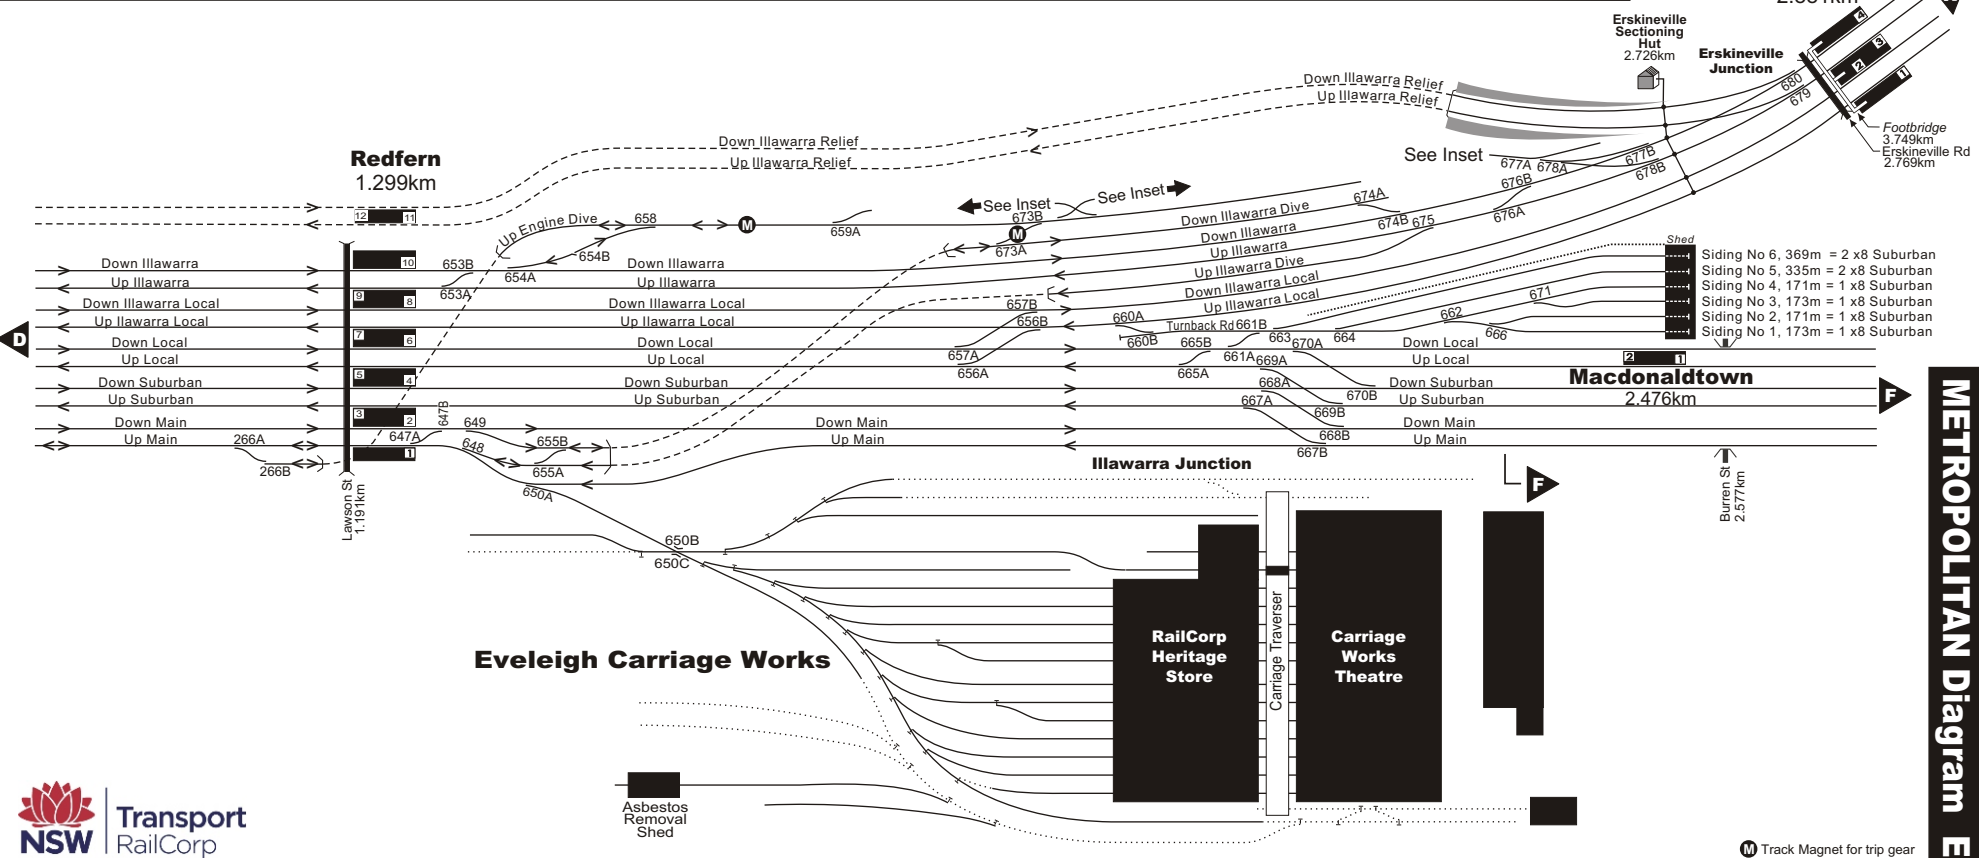 Erskineville
Sectioning
Hut
2.726km
Erskineville
Junction
4
3
2
1
680
679
Footbridge
3.749km
Erskineville Rd
2.769km
Down Illawarra Relief
Up Illawarra Relief
Down Illawarra Relief
Up Illawarra Relief
Redfern
1.299km
12
11
See Inset
677A
678A
677B
678B
676B
676A
See Inset
See Inset
674A
674B
675
673B
M
673A
Up Engine Dive
658
M
659A
654B
654A
653B
653A
Down Illawarra Dive
Down Illawarra
Up Illawarra
Up Illawarra Dive
Down Illawarra Local
Up Illawarra Local
Shed
Siding No 6, 369m = 2 x8 Suburban
Siding No 5, 335m = 2 x8 Suburban
Siding No 4, 171m = 1 x8 Suburban
Siding No 3, 173m = 1 x8 Suburban
Siding No 2, 171m = 1 x8 Suburban
Siding No 1, 173m = 1 x8 Suburban
Down Illawarra
Up Illawarra
Down Illawarra Local
Up Ilawarra Local
Down Local
Up Local
Down Suburban
Up Suburban
Down Main
Up Main
D
10
9
8
7
6
5
4
3
2
1
Down Illawarra
Up Illawarra
Down Illawarra Local
Up Illawarra Local
Down Local
Up Local
Down Suburban
Up Suburban
Down Main
Up Main
657B
656B
657A
656A
660A
660B
Turnback Rd
661B
663
670A
664
662
671
666
665B
665A
661A
669A
668A
667A
670B
669B
668B
667B
Down Local
Up Local
Down Suburban
Up Suburban
Down Main
Up Main
2
1
Macdonaldtown
2.476km
F
266A
266B
647A
647B
649
648
655B
655A
650A
Lawson St
1.191km
Illawarra Junction
F
Burren St
2.577km
650B
650C
Eveleigh Carriage Works
RailCorp
Heritage
Store
Carriage Traverser
Carriage
Works
Theatre
Asbestos
Removal
Shed
NSW
Transport
RailCorp
METROPOLITAN Diagram E
M Track Magnet for trip gear